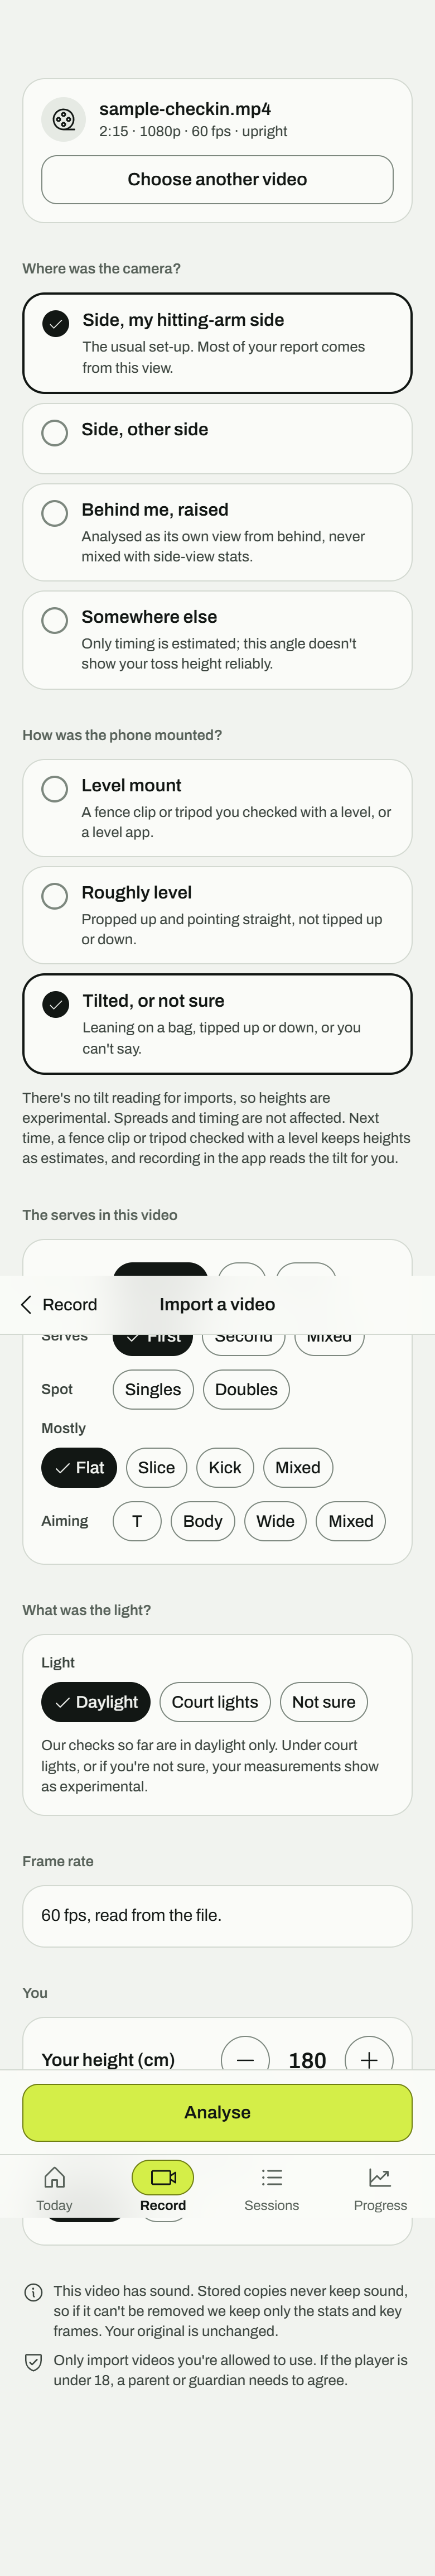 sample-checkin.mp4
2:15 · 1080p · 60 fps · upright
Choose another video
Where was the camera?
Side, my hitting-arm side
The usual set-up. Most of your report comes
from this view.
Side, other side
Behind me, raised
Analysed as its own view from behind, never
mixed with side-view stats.
Somewhere else
Only timing is estimated; this angle doesn't
show your toss height reliably.
How was the phone mounted?
Level mount
A fence clip or tripod you checked with a level, or
a level app.
Roughly level
Propped up and pointing straight, not tipped up
or down.
Tilted, or not sure
Leaning on a bag, tipped up or down, or you
can't say.
There's no tilt reading for imports, so heights are
experimental. Spreads and timing are not affected. Next
time, a fence clip or tripod checked with a level keeps heights
as estimates, and recording in the app reads the tilt for you.
The serves in this video
Record Import a video
Serves First Second Mixed
Spot Singles Doubles
Mostly
Flat Slice Kick Mixed
Aiming T Body Wide Mixed
What was the light?
Light
Daylight Court lights Not sure
Our checks so far are in daylight only. Under court
lights, or if you're not sure, your measurements show
as experimental.
Frame rate
60 fps, read from the file.
You
Your height (cm) 180
Analyse
Today Record Sessions Progress
This video has sound. Stored copies never keep sound,
so if it can't be removed we keep only the stats and key
frames. Your original is unchanged.
Only import videos you're allowed to use. If the player is
under 18, a parent or guardian needs to agree.